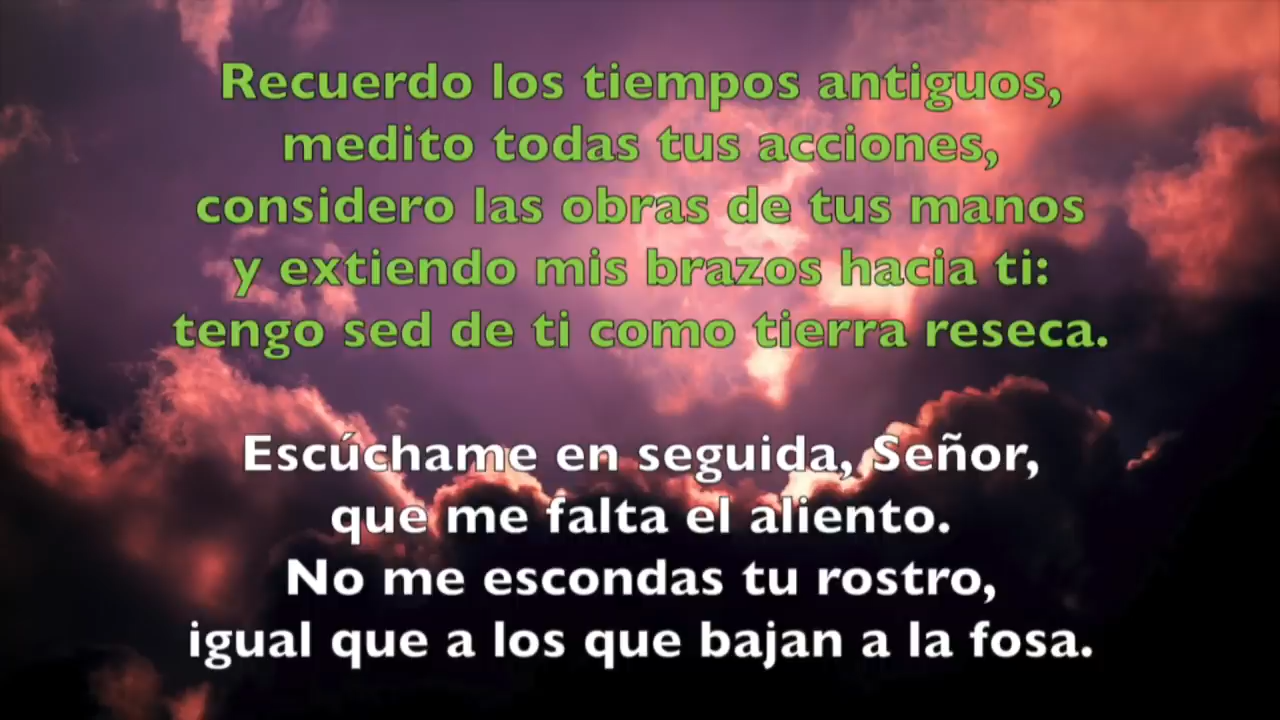 Recuerdo los tiempos antiguos,
medito todas tus acciones,
considero las obras de tus manos
y extiendo mis brazos hacia ti:
tengo sed de ti como tierra reseca.
Escúchame en seguida, Señor,
que me falta el aliento.
No me escondas tu rostro,
igual que a los que bajan a la fosa.